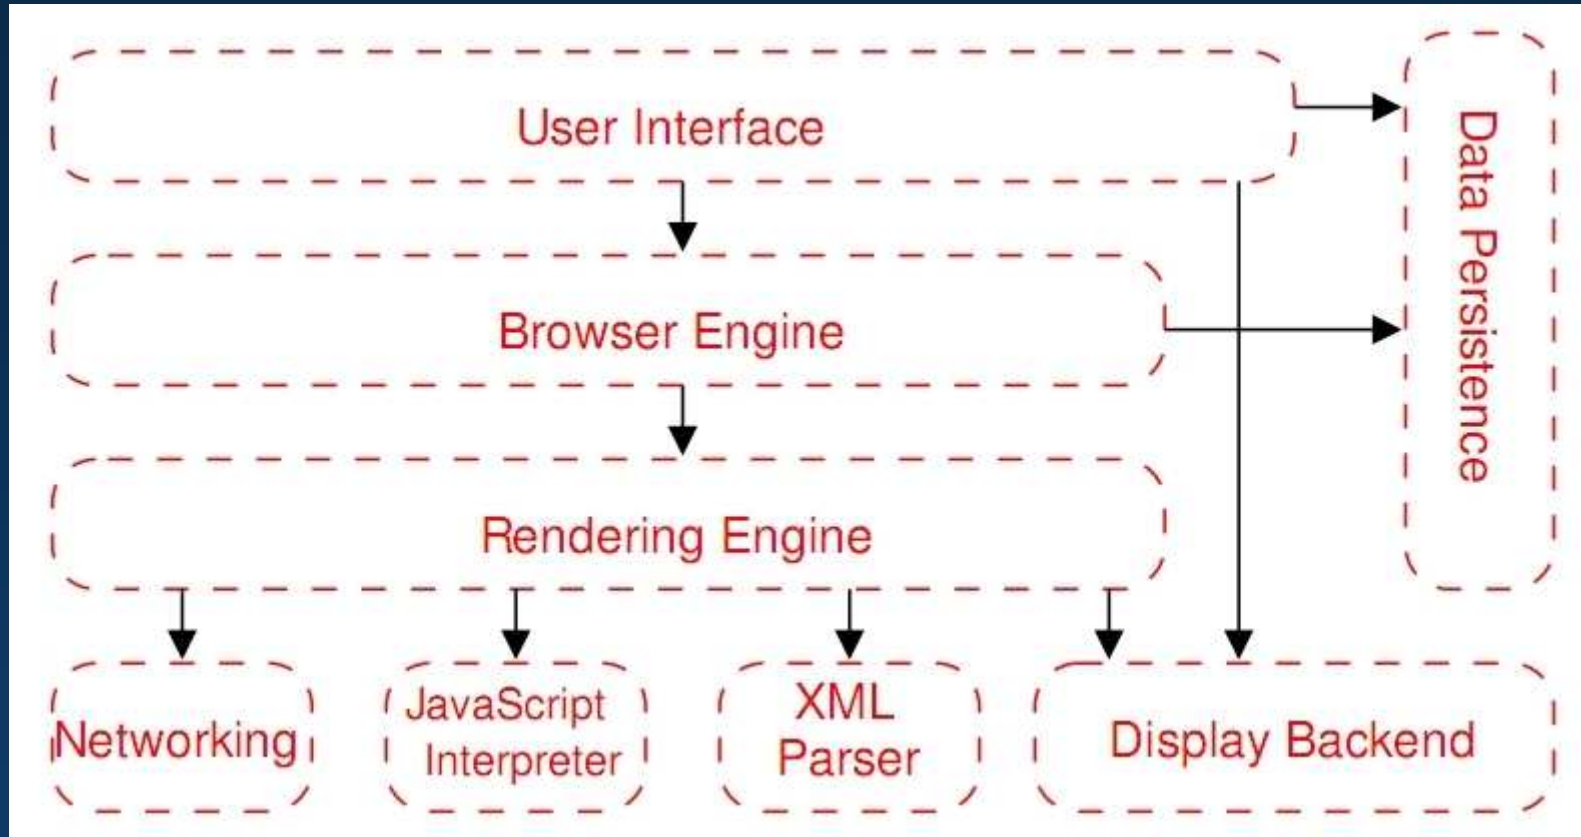 User Interface
Data Persistence
Browser Engine
Rendering Engine
Networking
JavaScript
Interpreter
XML
Parser
Display Backend